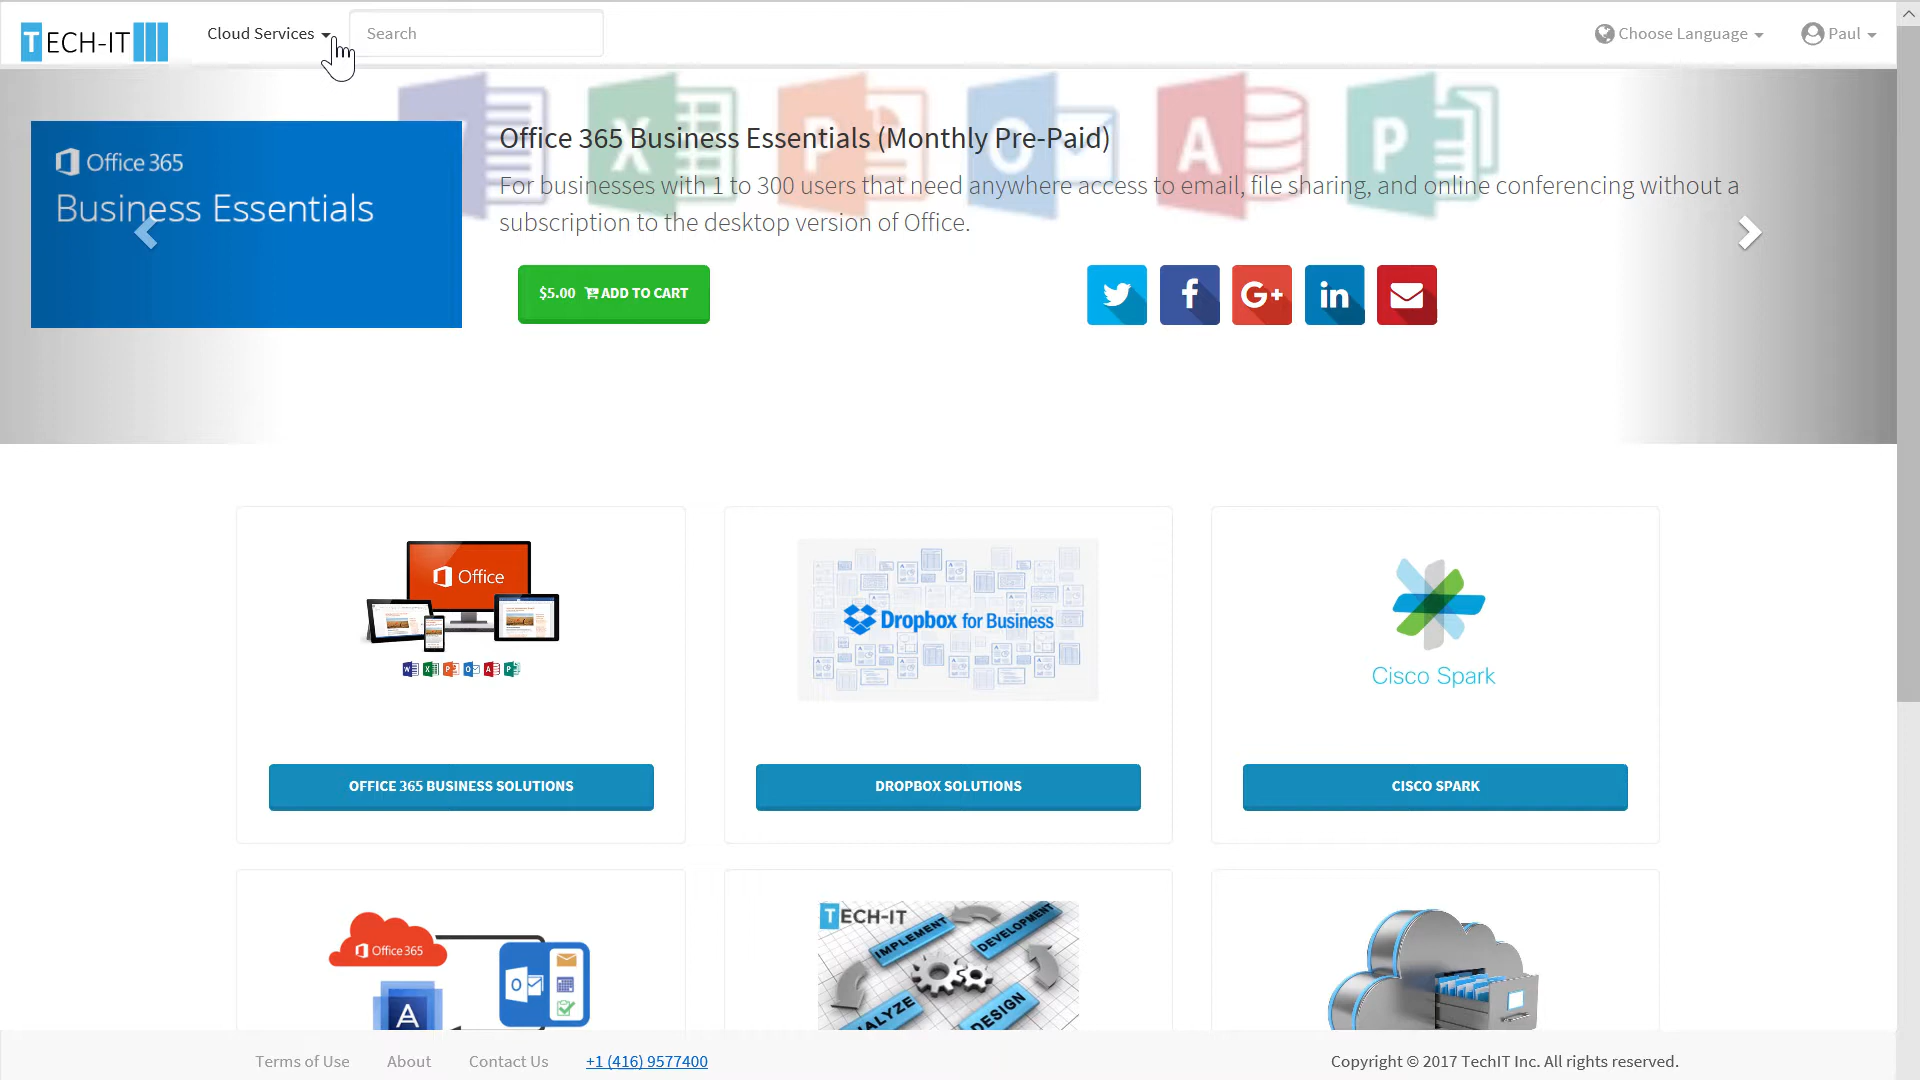 TECH-IT
Cloud Services
Search
Choose Language
Paul
Office 365
Business Essentials
Office 365 Business Essentials (Monthly Pre-Paid)
For businesses with 1 to 300 users that need anywhere access to email, file sharing, and online conferencing without a
subscription to the desktop version of Office.
$5.00 ADD TO CART
Office
Dropbox for Business
Cisco Spark
OFFICE 365 BUSINESS SOLUTIONS
DROPBOX SOLUTIONS
CISCO SPARK
Office 365
TECH-IT
IMPLEMENT
DEVELOPMENT
ALYZE
DESIGN
Terms of Use
About
Contact Us
+1 (416) 9577400
Copyright © 2017 TechIT Inc. All rights reserved.